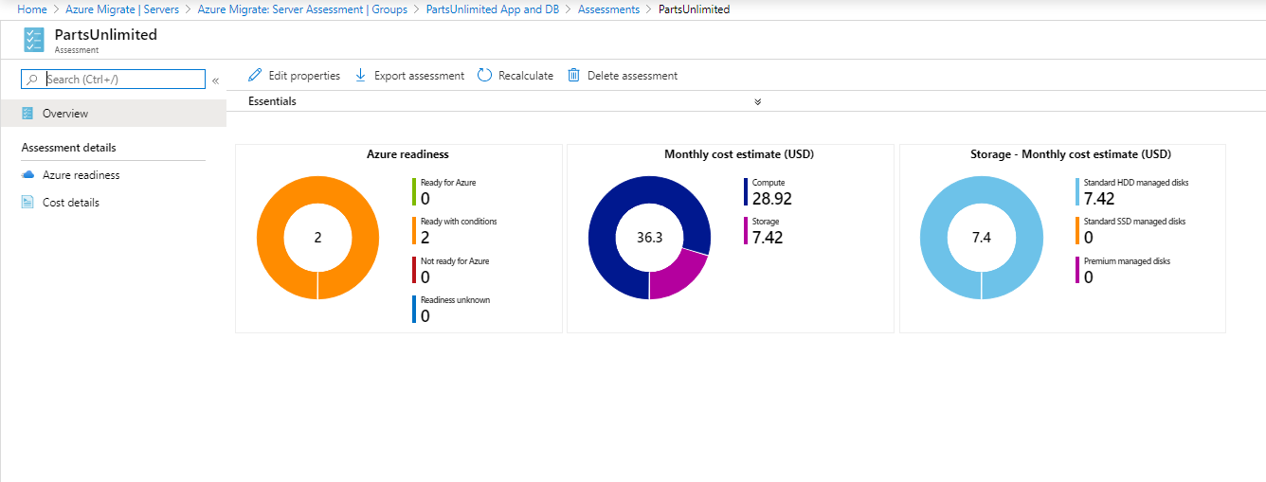 Home > Azure Migrate | Servers > Azure Migrate: Server Assessment | Groups > PartsUnlimited App and DB > Assessments > PartsUnlimited
PartsUnlimited
Assessment
Search (Ctrl+/)
«
Overview
Assessment details
Azure readiness
Cost details
Edit properties Export assessment Recalculate Delete assessment
Essentials
Azure readiness
2
Ready for Azure
0
Ready with conditions
2
Not ready for Azure
0
Readiness unknown
0
Monthly cost estimate (USD)
36.3
Compute
28.92
Storage
7.42
Storage - Monthly cost estimate (USD)
7.4
Standard HDD managed disks
7.42
Standard SSD managed disks
0
Premium managed disks
0